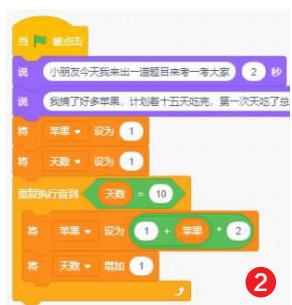 当 被点击
说 小朋友今天我来出一道题目来考一考大家 2 秒
说 我摘了好多苹果，计划着十五天吃完，第一次天吃了总
将 苹果 设为 1
将 天数 设为 1
重复执行直到 天数 = 10
将 苹果 设为 1 + 苹果 * 2
将 天数 增加 1
2